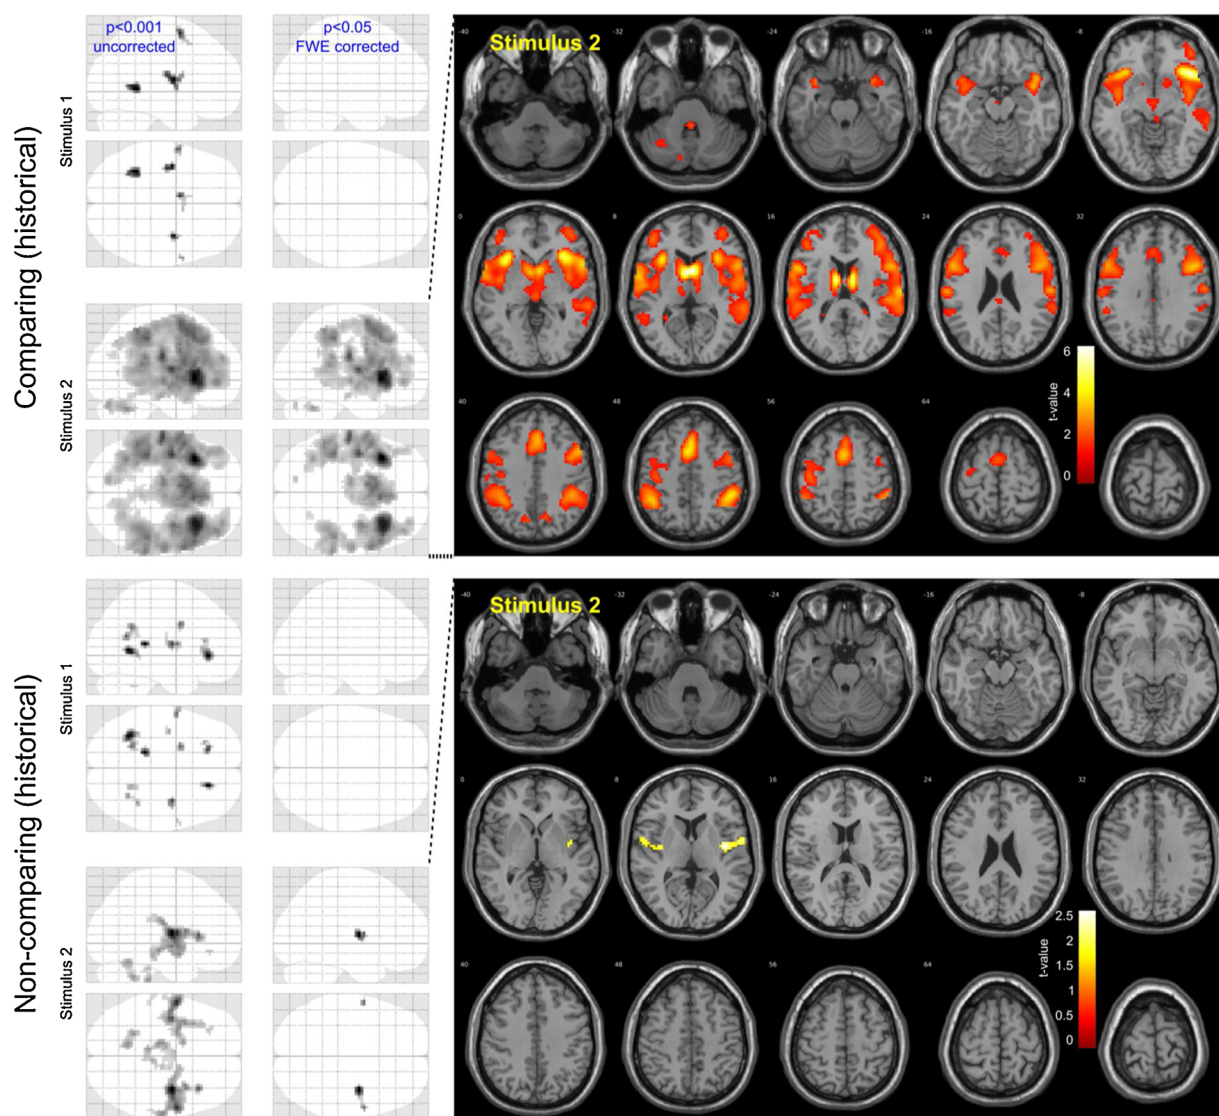 p<0.001
uncorrected
p<0.05
FWE corrected
Comparing (historical)
Stimulus 1
Stimulus 2
Stimulus 2
-40
-32
-24
-16
-8
0
8
16
24
32
40
48
56
64
t-value
6
4
2
0
Non-comparing (historical)
Stimulus 1
Stimulus 2
Stimulus 2
-40
-32
-24
-16
-8
0
8
16
24
32
40
48
56
64
t-value
2.5
2
1.5
1
0.5
0